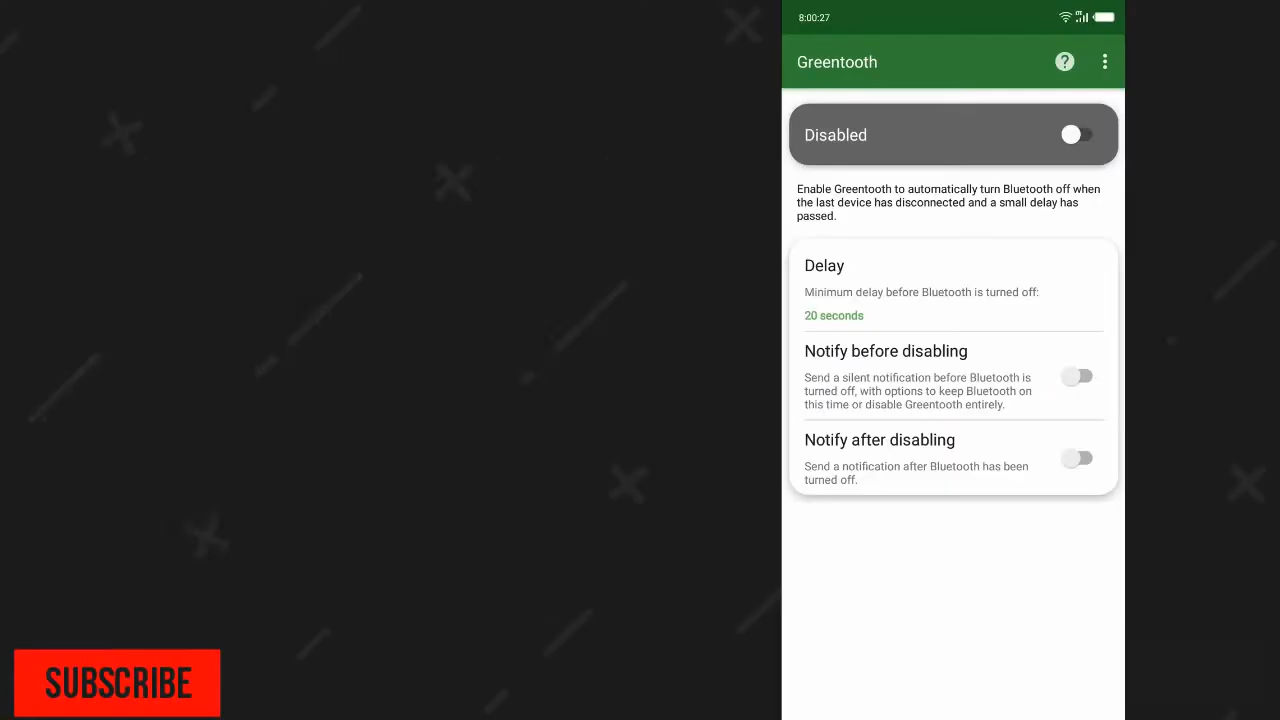 8:00:27
Greentooth
Disabled
Enable Greentooth to automatically turn Bluetooth off when
the last device has disconnected and a small delay has
passed.
Delay
Minimum delay before Bluetooth is turned off:
20 seconds
Notify before disabling
Send a silent notification before Bluetooth is
turned off, with options to keep Bluetooth on
this time or disable Greentooth entirely.
Notify after disabling
Send a notification after Bluetooth has been
turned off.
SUBSCRIBE